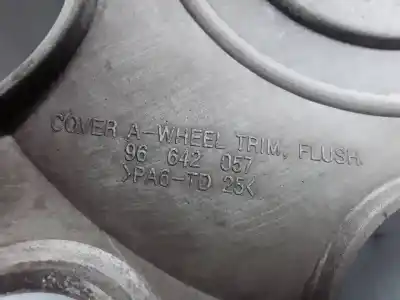 COVER A-WHEEL TRIM, FLUSH.
96 642 057
>PA6-TD 25<